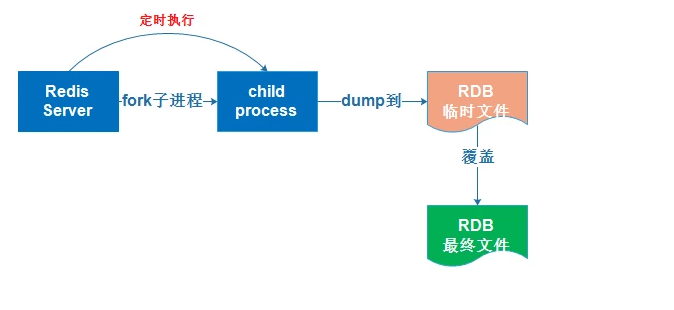 定时执行
Redis
Server
fork子进程
child
process
dump到
RDB
临时文件
覆盖
RDB
最终文件